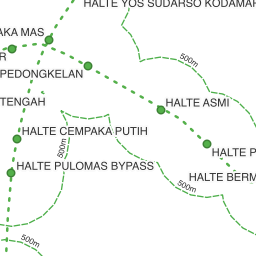 HALTE YOS SUDARSO KODAMAR
AKA MAS
R
PEDONGKELAN
500m
TENGAH
HALTE ASMI
HALTE CEMPAKA PUTIH
500m
HALTE P
HALTE PULOMAS BYPASS
HALTE BERM
500m
500m